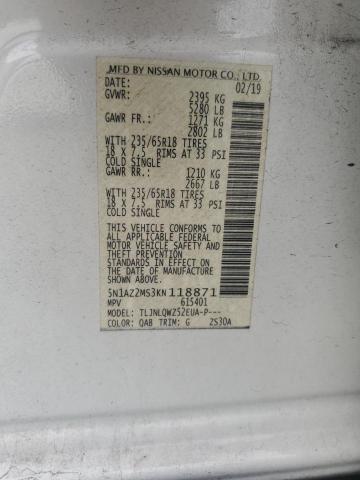 MFD BY NISSAN MOTOR CO., LTD.
DATE: 02/19
GVWR: 2395 KG
5280 LB
GAWR FR.: 1271 KG
2802 LB
WITH 235/65R18 TIRES
18 X 7.5 RIMS AT 33 PSI
COLD SINGLE
GAWR RR.: 1210 KG
2667 LB
WITH 235/65R18 TIRES
18 X 7.5 RIMS AT 33 PSI
COLD SINGLE
THIS VEHICLE CONFORMS TO
ALL APPLICABLE FEDERAL
MOTOR VEHICLE SAFETY AND
THEFT PREVENTION
STANDARDS IN EFFECT ON
THE DATE OF MANUFACTURE
SHOWN ABOVE.
5N1AZ2MS3KN118871
MPV 615401
MODEL: TLJNLQWZ52EUA-P---
COLOR: QAB TRIM: G 2S30A